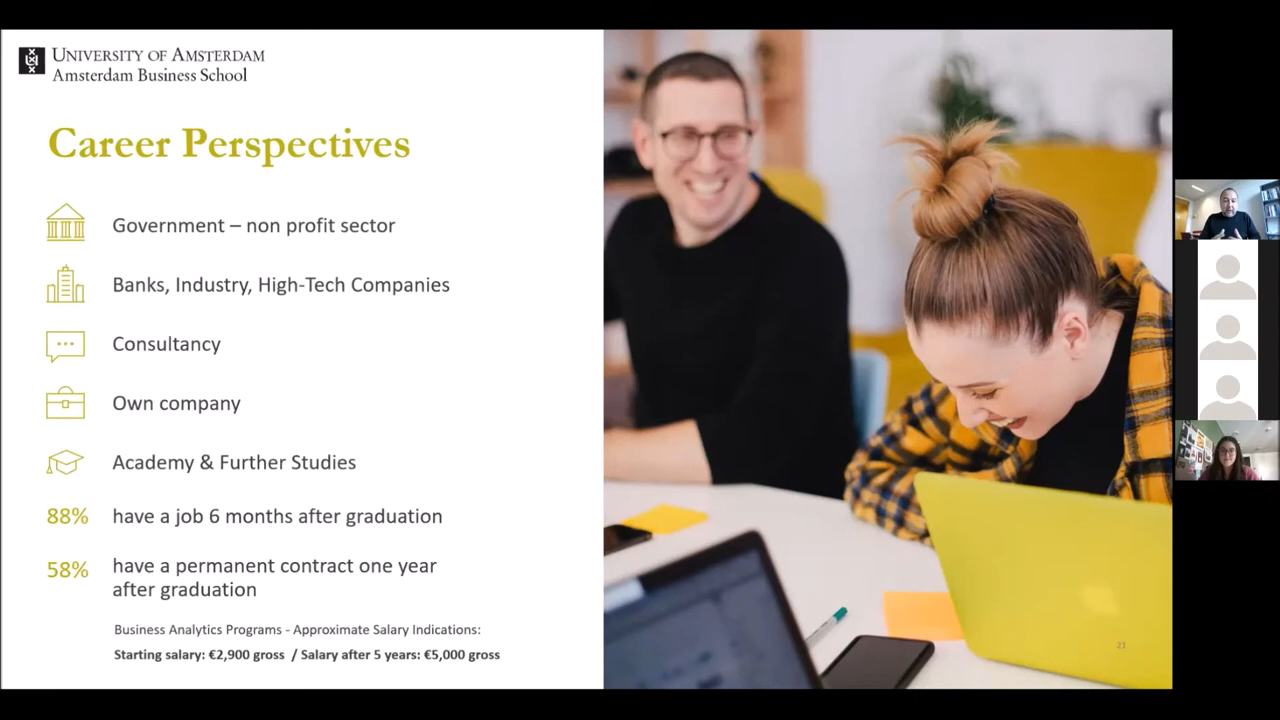 UNIVERSITY OF AMSTERDAM
Amsterdam Business School
Career Perspectives
Government – non profit sector
Banks, Industry, High-Tech Companies
Consultancy
Own company
Academy & Further Studies
88% have a job 6 months after graduation
58% have a permanent contract one year
after graduation
Business Analytics Programs - Approximate Salary Indications:
Starting salary: €2,900 gross / Salary after 5 years: €5,000 gross
23